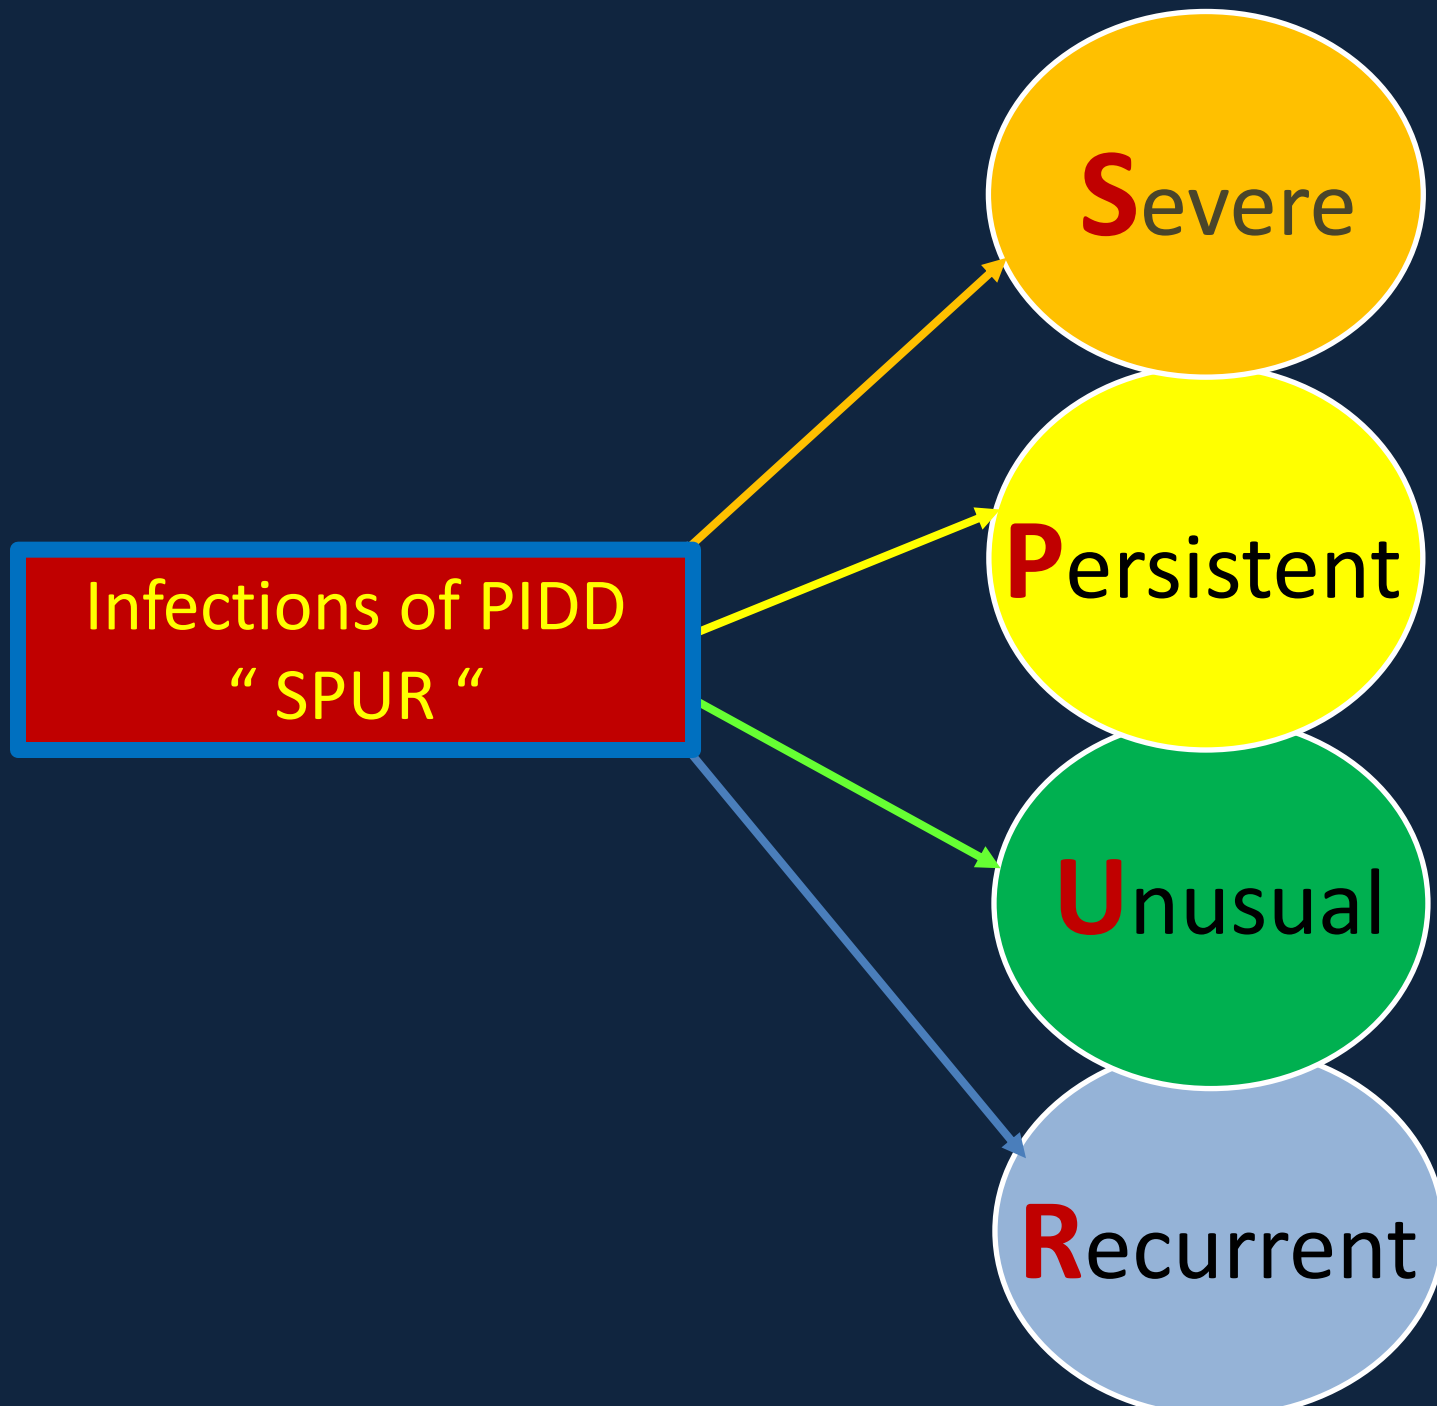 Severe
Persistent
Infections of PIDD
“ SPUR “
Unusual
Recurrent